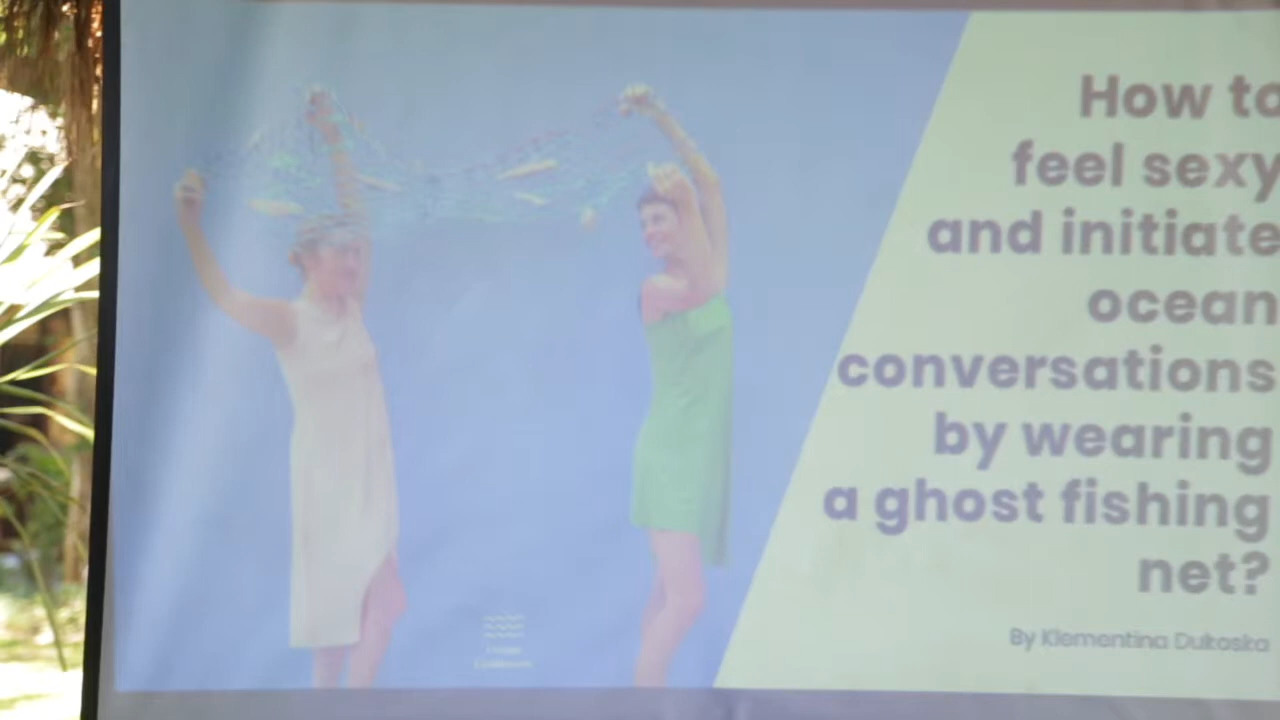 How to
feel sexy
and initiate
ocean
conversations
by wearing
a ghost fishing
net?
By Klementina Dukoska